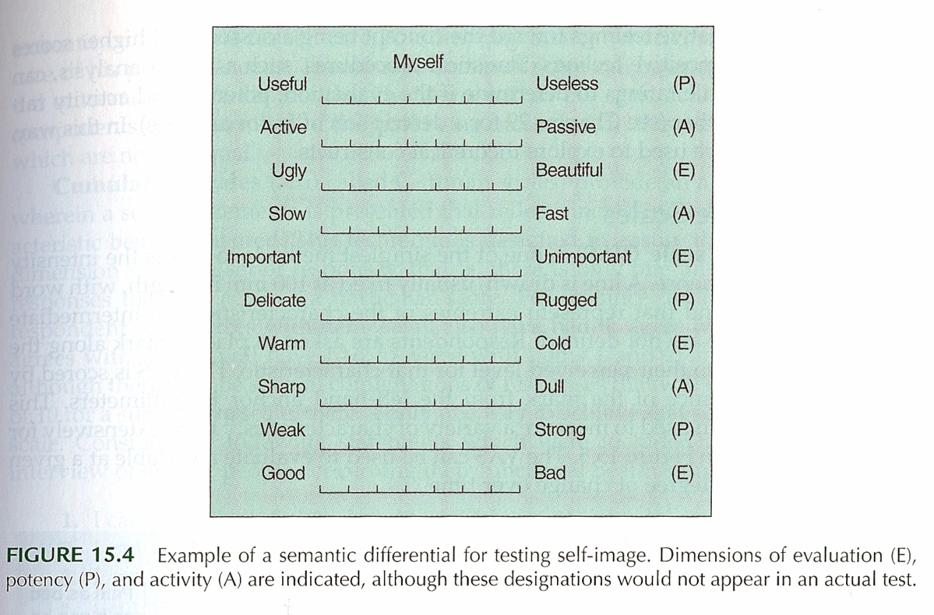 Myself
Useful Useless (P)
Active Passive (A)
Ugly Beautiful (E)
Slow Fast (A)
Important Unimportant (E)
Delicate Rugged (P)
Warm Cold (E)
Sharp Dull (A)
Weak Strong (P)
Good Bad (E)
FIGURE 15.4 Example of a semantic differential for testing self-image. Dimensions of evaluation (E),
potency (P), and activity (A) are indicated, although these designations would not appear in an actual test.